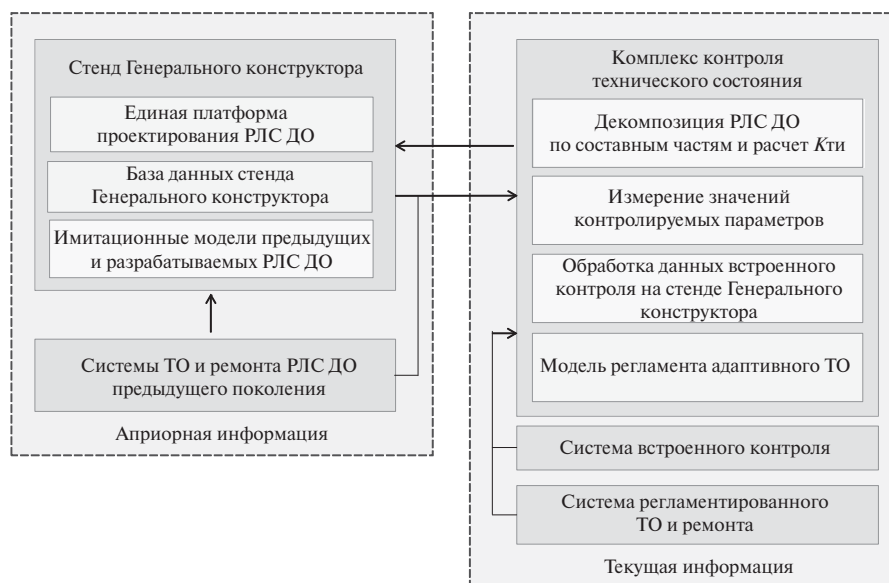 Стенд Генерального конструктора
Единая платформа
проектирования РЛС ДО
База данных стенда
Генерального конструктора
Имитационные модели предыдущих
и разрабатываемых РЛС ДО
Системы ТО и ремонта РЛС ДО
предыдущего поколения
Априорная информация
Комплекс контроля
технического состояния
Декомпозиция РЛС ДО
по составным частям и расчет Kти
Измерение значений
контролируемых параметров
Обработка данных встроенного
контроля на стенде Генерального
конструктора
Модель регламента адаптивного ТО
Система встроенного контроля
Система регламентированного
ТО и ремонта
Текущая информация